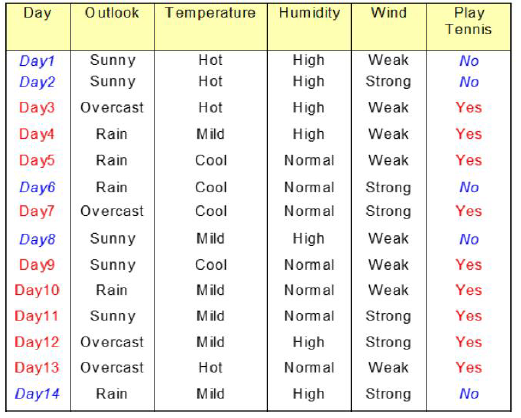 Day Outlook Temperature Humidity Wind Play Tennis
Day1 Sunny Hot High Weak No
Day2 Sunny Hot High Strong No
Day3 Overcast Hot High Weak Yes
Day4 Rain Mild High Weak Yes
Day5 Rain Cool Normal Weak Yes
Day6 Rain Cool Normal Strong No
Day7 Overcast Cool Normal Strong Yes
Day8 Sunny Mild High Weak No
Day9 Sunny Cool Normal Weak Yes
Day10 Rain Mild Normal Weak Yes
Day11 Sunny Mild Normal Strong Yes
Day12 Overcast Mild High Strong Yes
Day13 Overcast Hot Normal Weak Yes
Day14 Rain Mild High Strong No